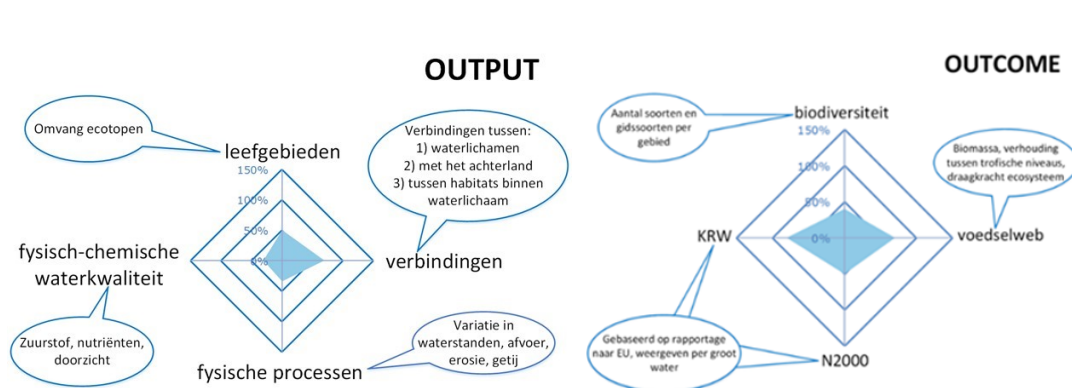 OUTPUT
Omvang ecotopen
leefgebieden
150%
100%
50%
0%
Verbindingen tussen:
1) waterlichamen
2) met het achterland
3) tussen habitats binnen
waterlichaam
verbindingen
fysisch-chemische
waterkwaliteit
Zuurstof, nutriënten,
doorzicht
fysische processen
Variatie in
waterstanden, afvoer,
erosie, getij
OUTCOME
Aantal soorten en
gidssoorten per
gebied
biodiversiteit
150%
100%
50%
0%
Biomassa, verhouding
tussen trofische niveaus,
draagkracht ecosysteem
voedselweb
KRW
Gebaseerd op rapportage
naar EU, weergeven per groot
water
N2000